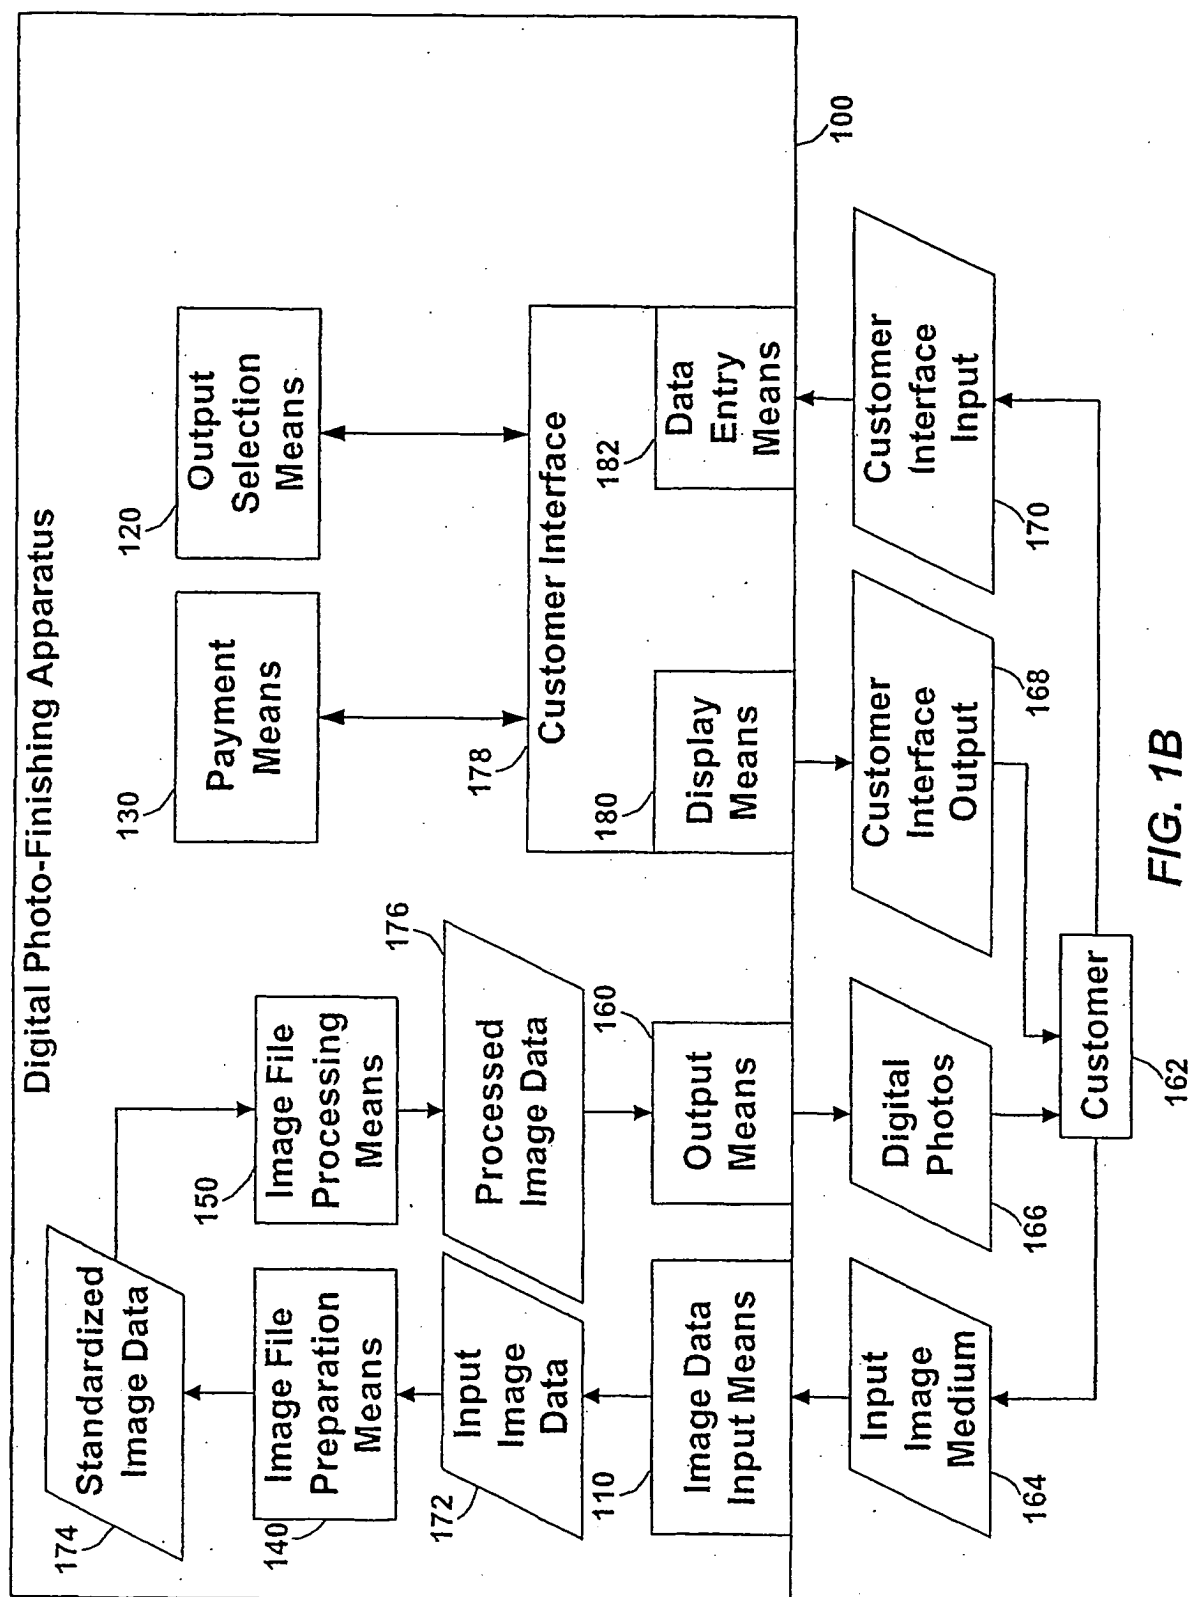 Digital Photo-Finishing Apparatus
174
Standardized
Image Data
140
Image File
Preparation
Means
150
Image File
Processing
Means
130
Payment
Means
120
Output
Selection
Means
172
Input
Image
Data
176
Processed
Image Data
178
Customer Interface
110
Image Data
Input Means
160
Output
Means
180
Display
Means
182
Data
Entry
Means
100
164
Input
Image
Medium
166
Digital
Photos
168
Customer
Interface
Output
170
Customer
Interface
Input
Customer
162
FIG. 1B